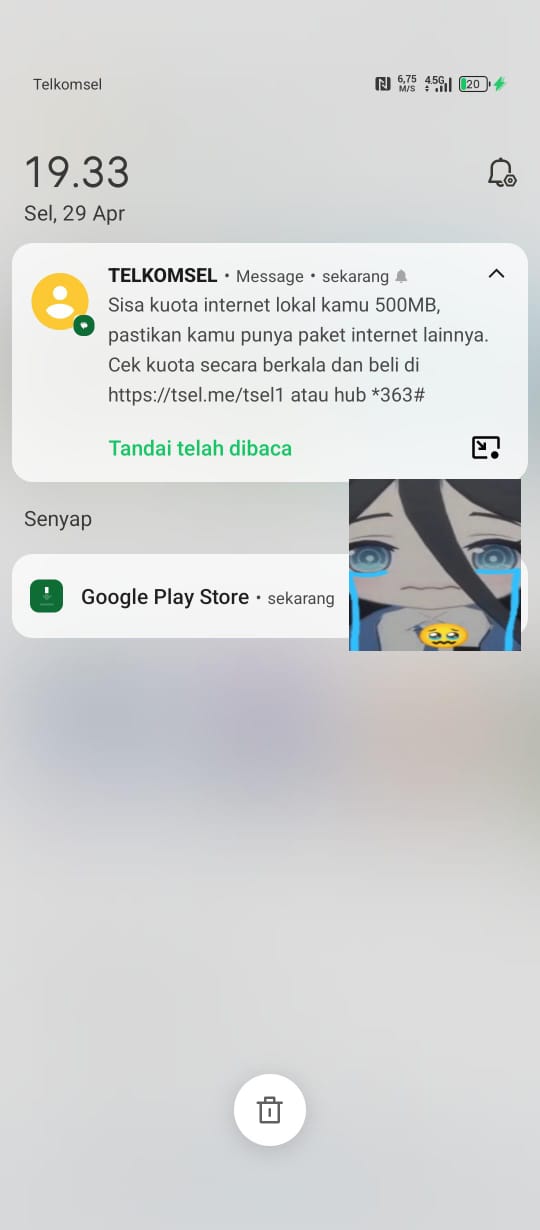 Telkomsel
6,75 M/S 4.5G 20
19.33
Sel, 29 Apr
TELKOMSEL • Message • sekarang
Sisa kuota internet lokal kamu 500MB,
pastikan kamu punya paket internet lainnya.
Cek kuota secara berkala dan beli di
https://tsel.me/tsel1 atau hub *363#
Tandai telah dibaca
Senyap
Google Play Store • sekarang